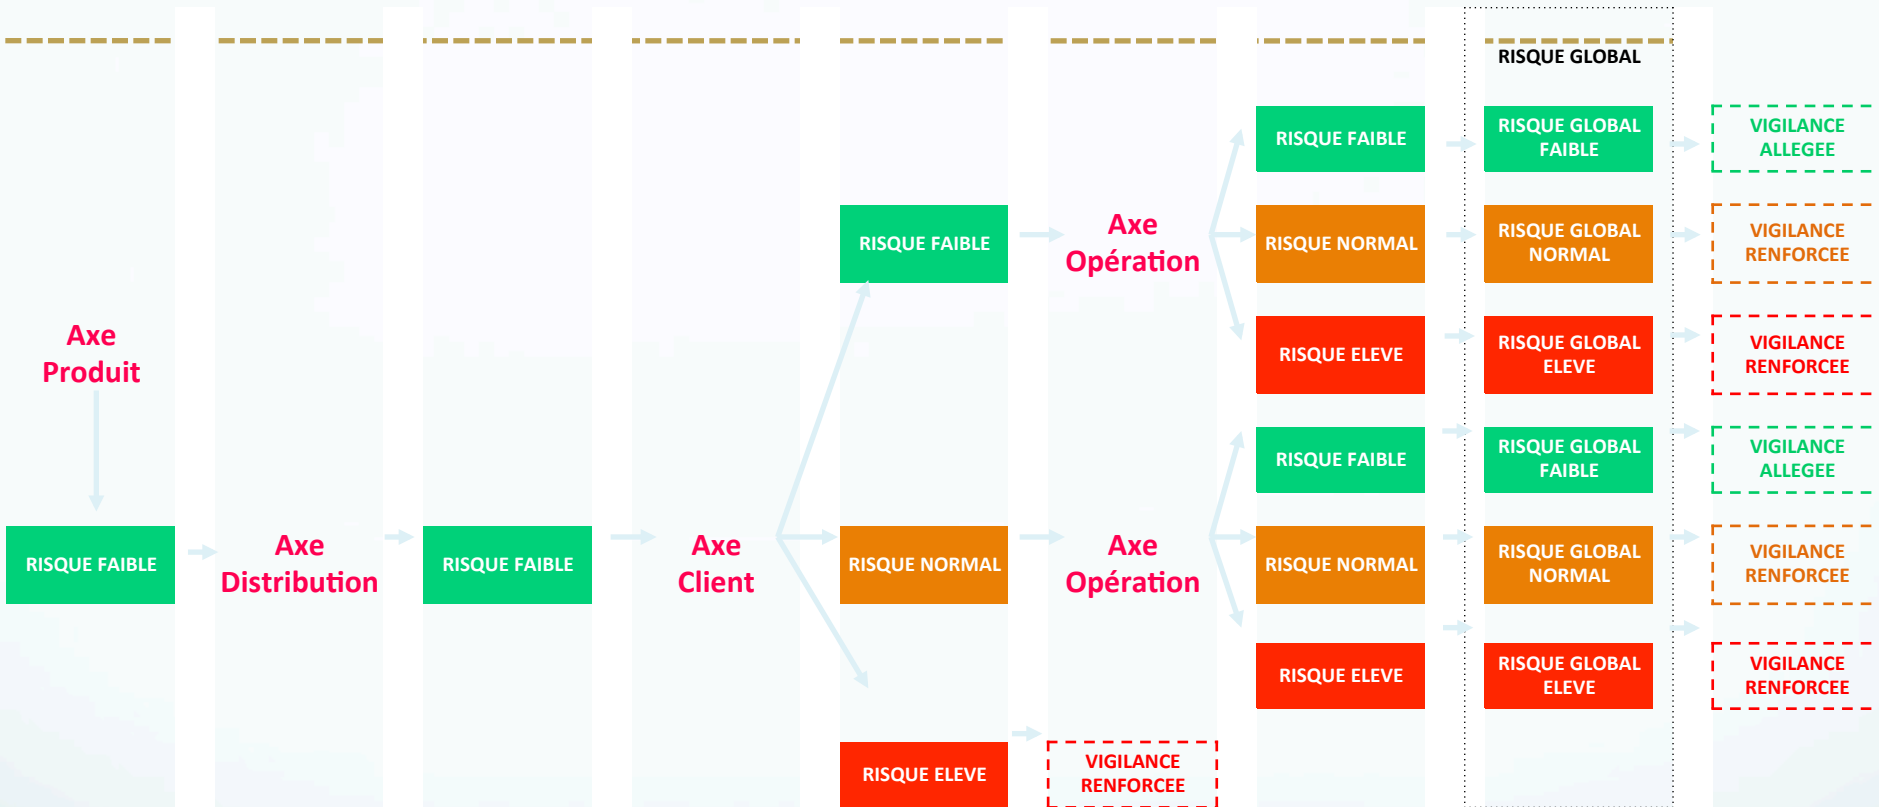 RISQUE GLOBAL
Axe
Produit
RISQUE FAIBLE
Axe
Distribution
RISQUE FAIBLE
Axe
Client
RISQUE FAIBLE
Axe
Opération
RISQUE FAIBLE
RISQUE GLOBAL
FAIBLE
VIGILANCE
ALLEGEE
RISQUE NORMAL
RISQUE GLOBAL
NORMAL
VIGILANCE
RENFORCEE
RISQUE ELEVE
RISQUE GLOBAL
ELEVE
VIGILANCE
RENFORCEE
RISQUE NORMAL
Axe
Opération
RISQUE FAIBLE
RISQUE GLOBAL
FAIBLE
VIGILANCE
ALLEGEE
RISQUE NORMAL
RISQUE GLOBAL
NORMAL
VIGILANCE
RENFORCEE
RISQUE ELEVE
RISQUE GLOBAL
ELEVE
VIGILANCE
RENFORCEE
RISQUE ELEVE
VIGILANCE
RENFORCEE